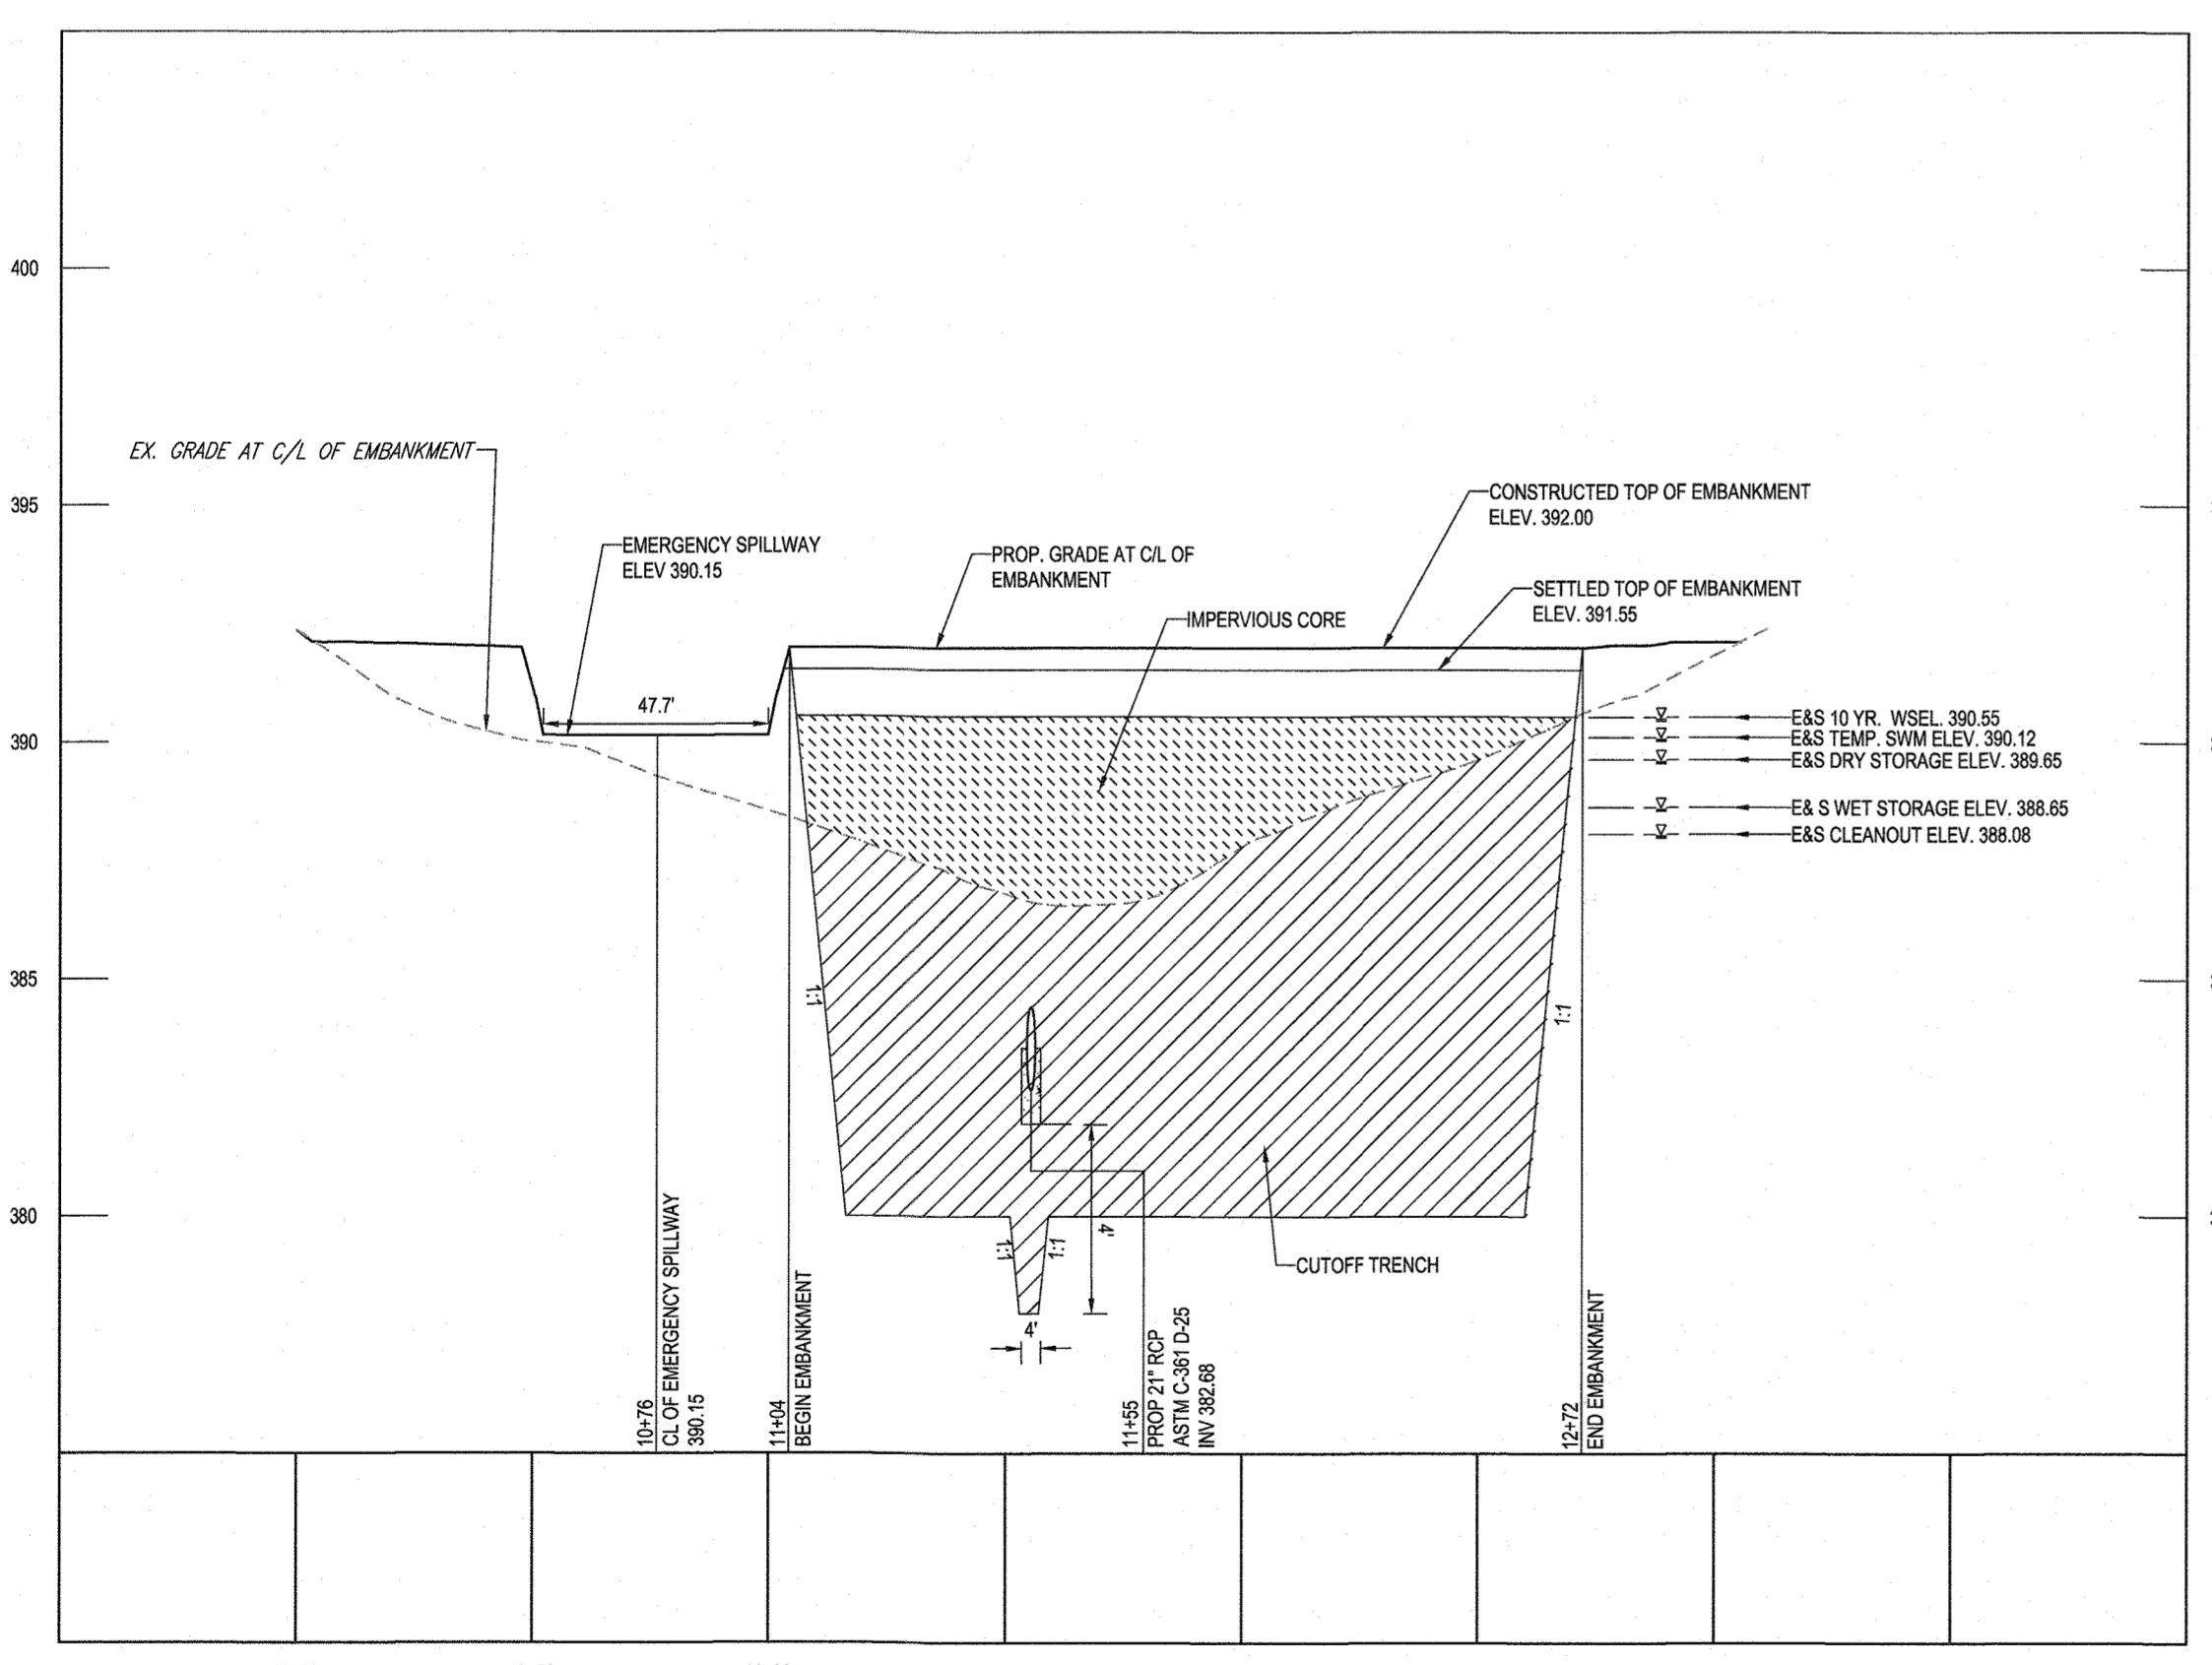 400
395
390
385
380
EX. GRADE AT C/L OF EMBANKMENT
EMERGENCY SPILLWAY
ELEV 390.15
47.7'
PROP. GRADE AT C/L OF
EMBANKMENT
IMPERVIOUS CORE
CONSTRUCTED TOP OF EMBANKMENT
ELEV. 392.00
SETTLED TOP OF EMBANKMENT
ELEV. 391.55
E&S 10 YR. WSEL. 390.55
E&S TEMP. SWM ELEV. 390.12
E&S DRY STORAGE ELEV. 389.65
E& S WET STORAGE ELEV. 388.65
E&S CLEANOUT ELEV. 388.08
1:1
1:1
1:1
1:1
4'
4'
CUTOFF TRENCH
10+76
CL OF EMERGENCY SPILLWAY
390.15
11+04
BEGIN EMBANKMENT
11+55
PROP 21" RCP
ASTM C-361 D-25
INV 382.68
12+72
END EMBANKMENT